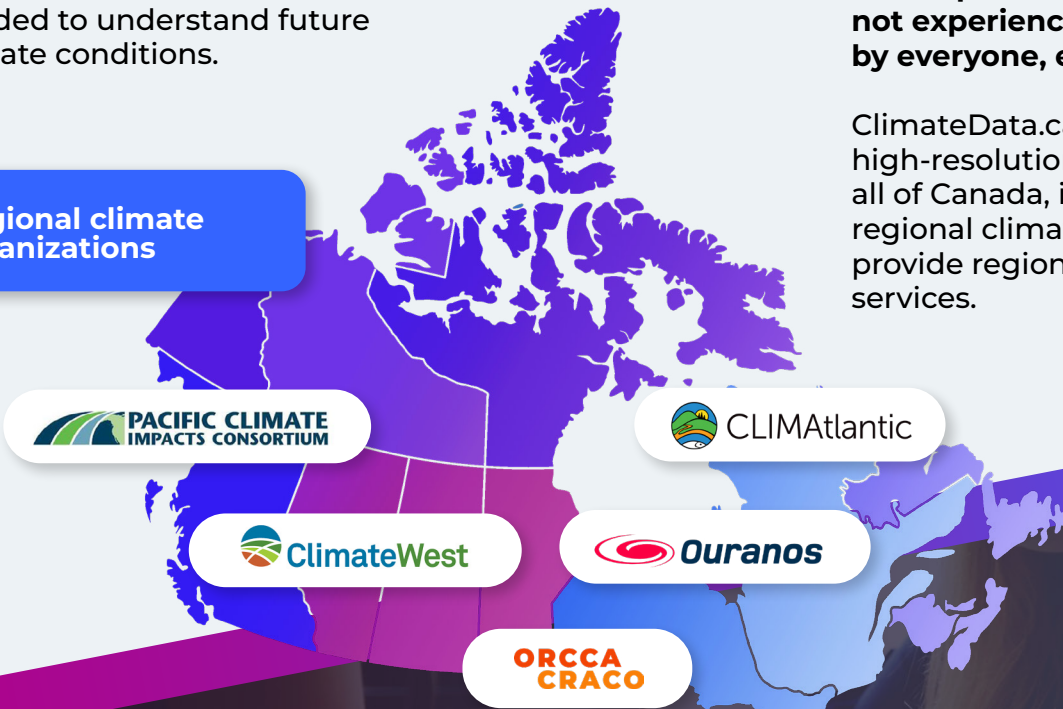 ded to understand future
ate conditions.
gional climate
anizations
not experienc
by everyone, e
ClimateData.c
high-resolutio
all of Canada, i
regional clima
provide region
services.
PACIFIC CLIMATE
IMPACTS CONSORTIUM
CLIMAtlantic
ClimateWest
Ouranos
ORCCA
CRACO